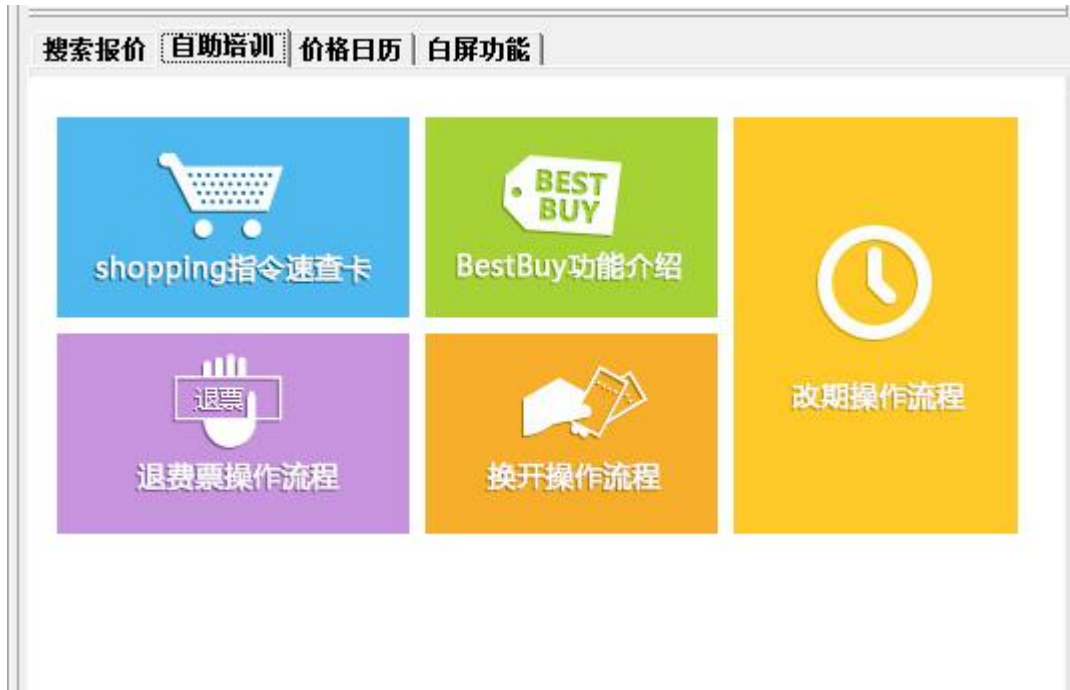 搜索报价 自助培训 价格日历 白屏功能
BEST
BUY
shopping指令速查卡
BestBuy功能介绍
改期操作流程
退票
退费票操作流程
换开操作流程